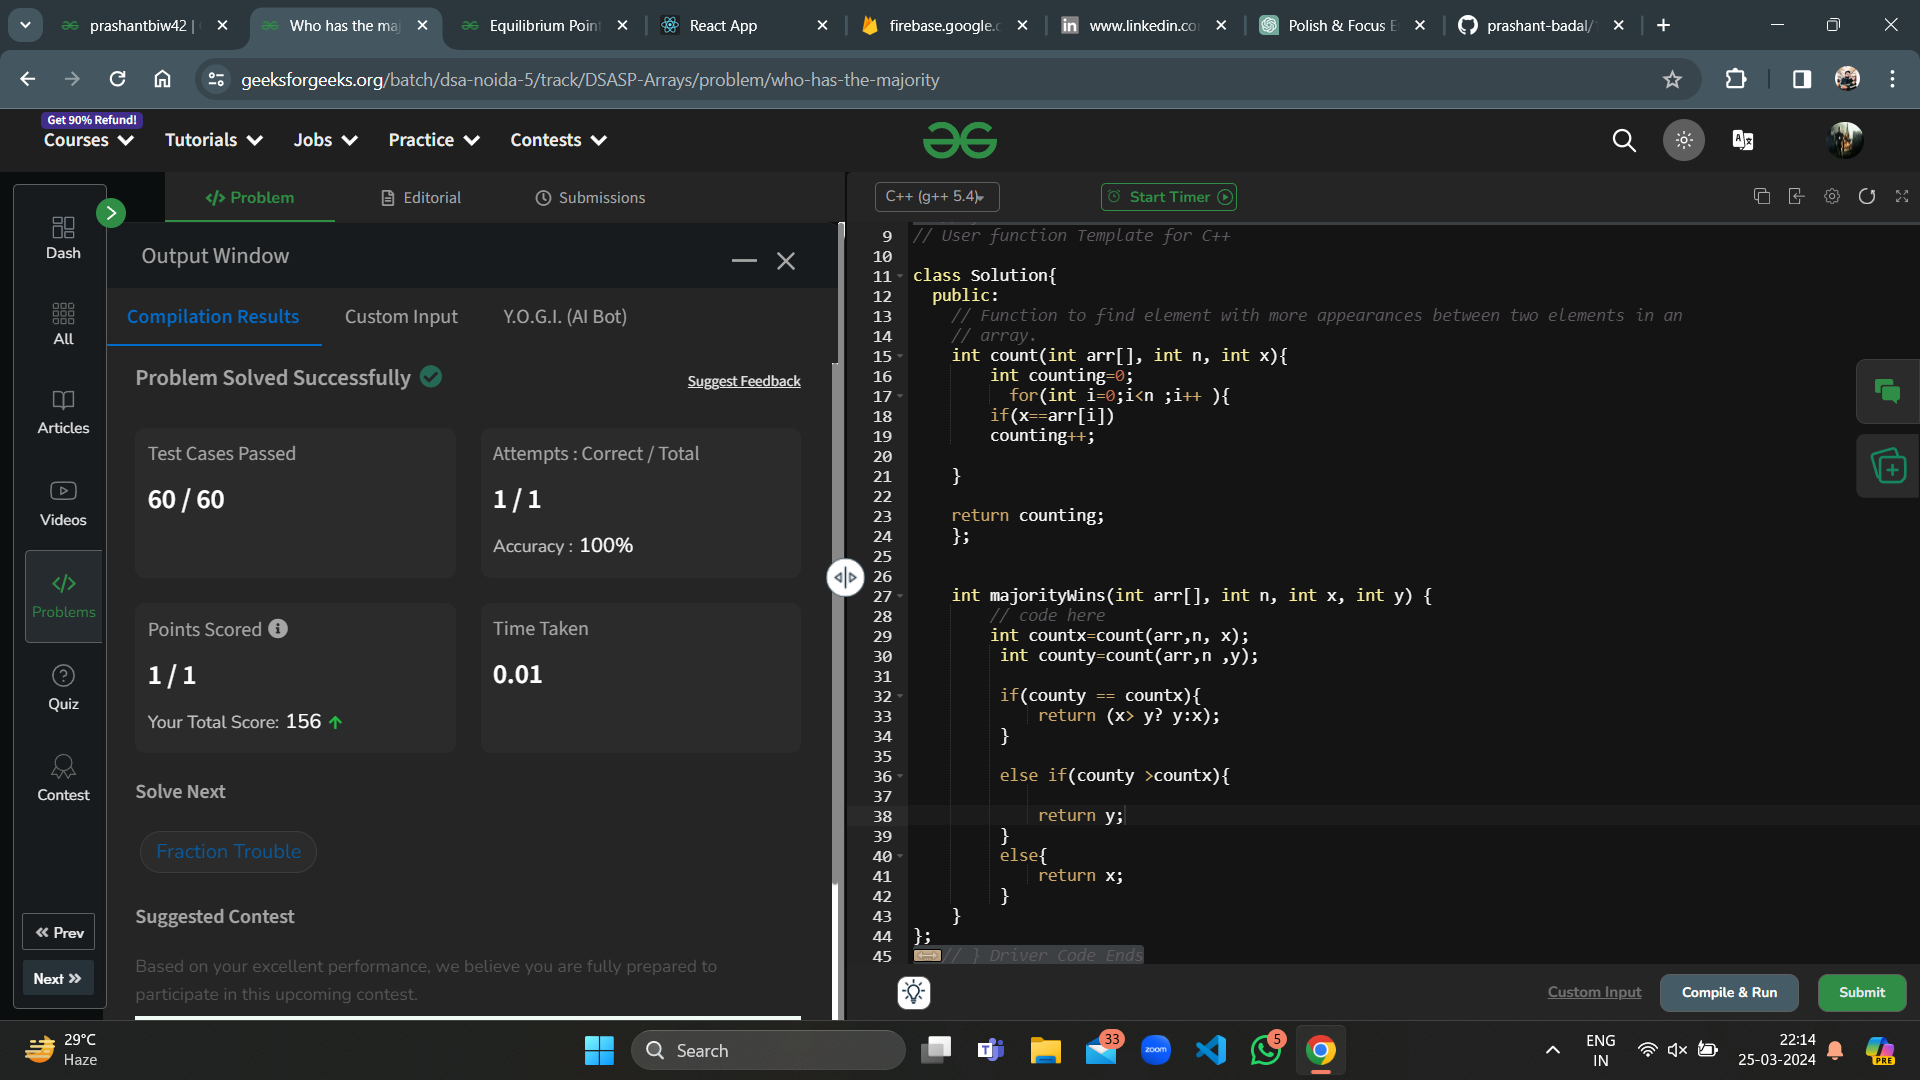 prashantbiw42 |
Who has the maj
Equilibrium Poin
React App
firebase.google.c
www.linkedin.co
Polish & Focus E
prashant-badal/
geeksforgeeks.org/batch/dsa-noida-5/track/DSASP-Arrays/problem/who-has-the-majority
Get 90% Refund!
Courses
Tutorials
Jobs
Practice
Contests
Dash
All
Articles
Videos
Problems
Quiz
Contest
Prev
Next
Problem
Editorial
Submissions
Output Window
Compilation Results
Custom Input
Y.O.G.I. (AI Bot)
Problem Solved Successfully
Suggest Feedback
Test Cases Passed
60 / 60
Attempts : Correct / Total
1 / 1
Accuracy : 100%
Points Scored
1 / 1
Your Total Score: 156
Time Taken
0.01
Solve Next
Fraction Trouble
Suggested Contest
Based on your excellent performance, we believe you are fully prepared to
participate in this upcoming contest.
C++ (g++ 5.4)
Start Timer
9 // User function Template for C++
10
11 class Solution{
12 public:
13 // Function to find element with more appearances between two elements in an
14 // array.
15 int count(int arr[], int n, int x){
16 int counting=0;
17 for(int i=0;i<n ;i++ ){
18 if(x==arr[i])
19 counting++;
20
21 }
22
23 return counting;
24 };
25
26
27 int majorityWins(int arr[], int n, int x, int y) {
28 // code here
29 int countx=count(arr,n, x);
30 int county=count(arr,n ,y);
31
32 if(county == countx){
33 return (x> y? y:x);
34 }
35
36 else if(county >countx){
37
38 return y;
39 }
40 else{
41 return x;
42 }
43 }
44 };
45 // } Driver Code Ends
Custom Input
Compile & Run
Submit
29°C
Haze
Search
33
zoom
5
ENG
IN
22:14
25-03-2024
PRE